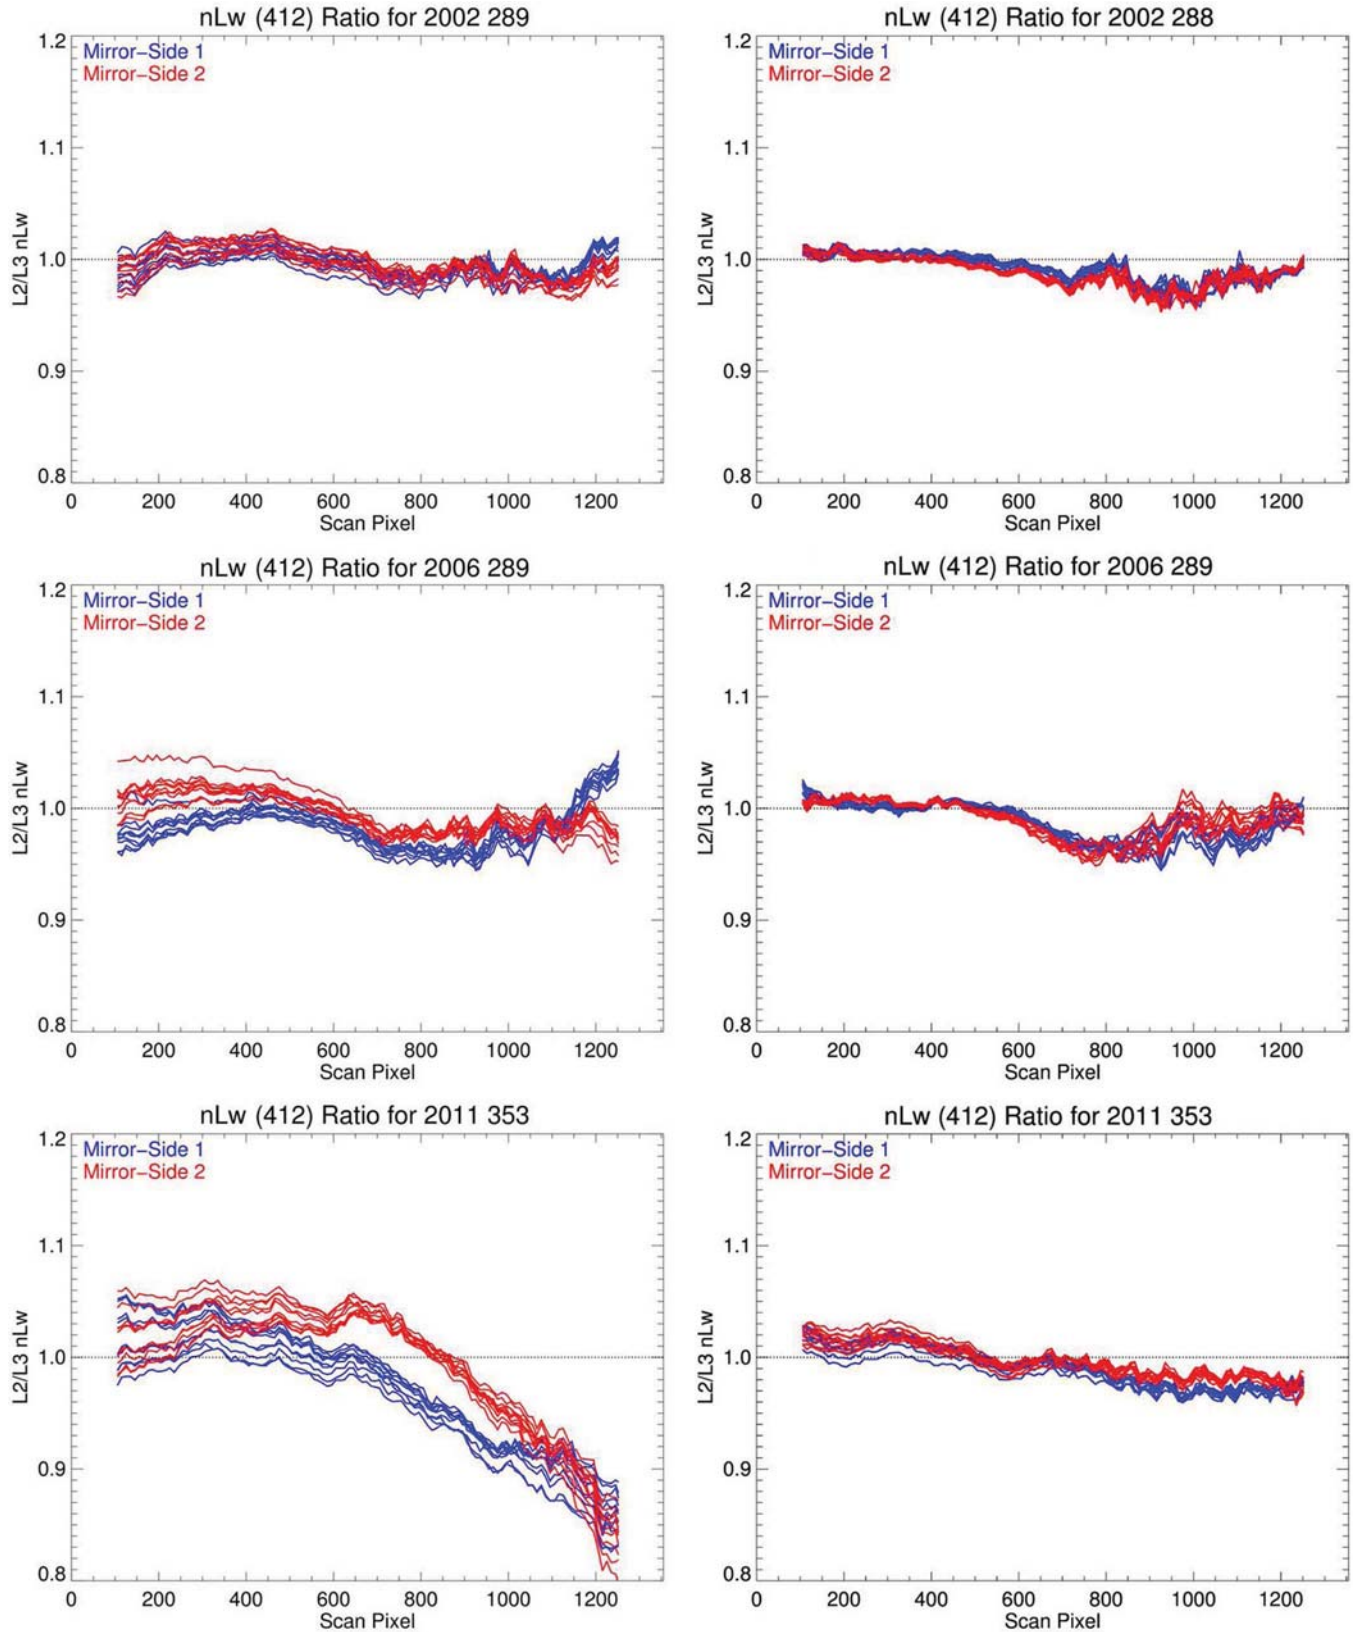 nLw (412) Ratio for 2002 289
Mirror–Side 1
Mirror–Side 2
1.2
1.1
1.0
0.9
0.8
L2/L3 nLw
0 200 400 600 800 1000 1200
Scan Pixel
nLw (412) Ratio for 2002 288
Mirror–Side 1
Mirror–Side 2
1.2
1.1
1.0
0.9
0.8
L2/L3 nLw
0 200 400 600 800 1000 1200
Scan Pixel
nLw (412) Ratio for 2006 289
Mirror–Side 1
Mirror–Side 2
1.2
1.1
1.0
0.9
0.8
L2/L3 nLw
0 200 400 600 800 1000 1200
Scan Pixel
nLw (412) Ratio for 2006 289
Mirror–Side 1
Mirror–Side 2
1.2
1.1
1.0
0.9
0.8
L2/L3 nLw
0 200 400 600 800 1000 1200
Scan Pixel
nLw (412) Ratio for 2011 353
Mirror–Side 1
Mirror–Side 2
1.2
1.1
1.0
0.9
0.8
L2/L3 nLw
0 200 400 600 800 1000 1200
Scan Pixel
nLw (412) Ratio for 2011 353
Mirror–Side 1
Mirror–Side 2
1.2
1.1
1.0
0.9
0.8
L2/L3 nLw
0 200 400 600 800 1000 1200
Scan Pixel